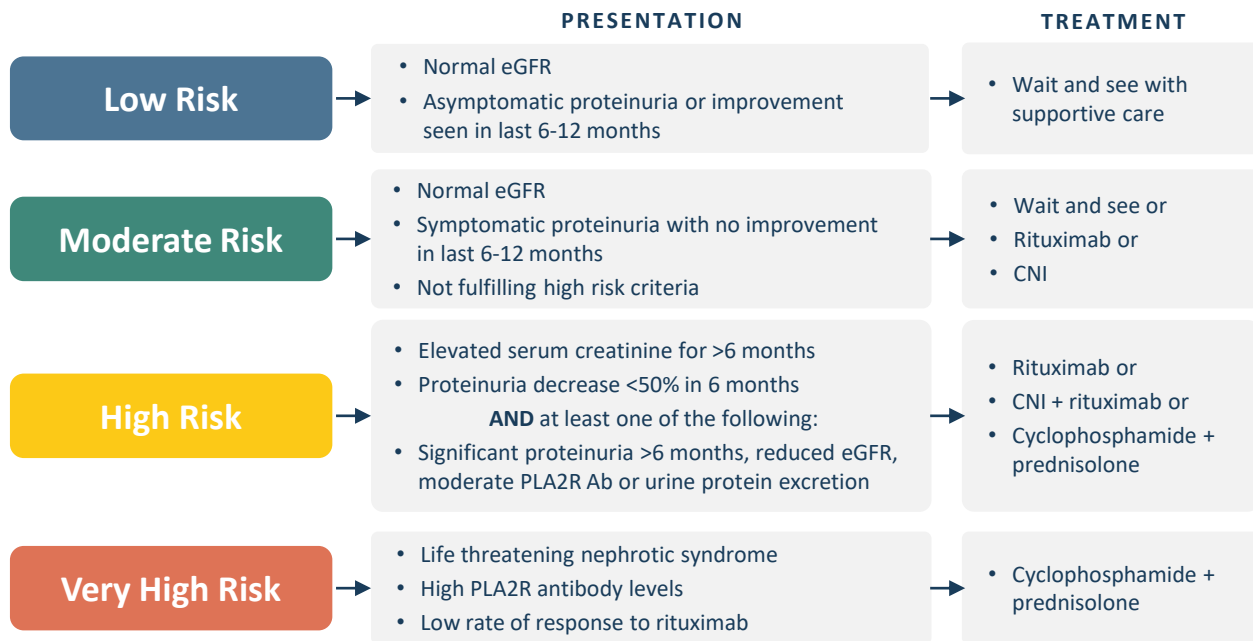 PRESENTATION
TREATMENT
Low Risk
• Normal eGFR
• Asymptomatic proteinuria or improvement
seen in last 6-12 months
• Wait and see with
supportive care
Moderate Risk
• Normal eGFR
• Symptomatic proteinuria with no improvement
in last 6-12 months
• Not fulfilling high risk criteria
• Wait and see or
• Rituximab or
• CNI
High Risk
• Elevated serum creatinine for >6 months
• Proteinuria decrease <50% in 6 months
AND at least one of the following:
• Significant proteinuria >6 months, reduced eGFR,
moderate PLA2R Ab or urine protein excretion
• Rituximab or
• CNI + rituximab or
• Cyclophosphamide +
prednisolone
Very High Risk
• Life threatening nephrotic syndrome
• High PLA2R antibody levels
• Low rate of response to rituximab
• Cyclophosphamide +
prednisolone